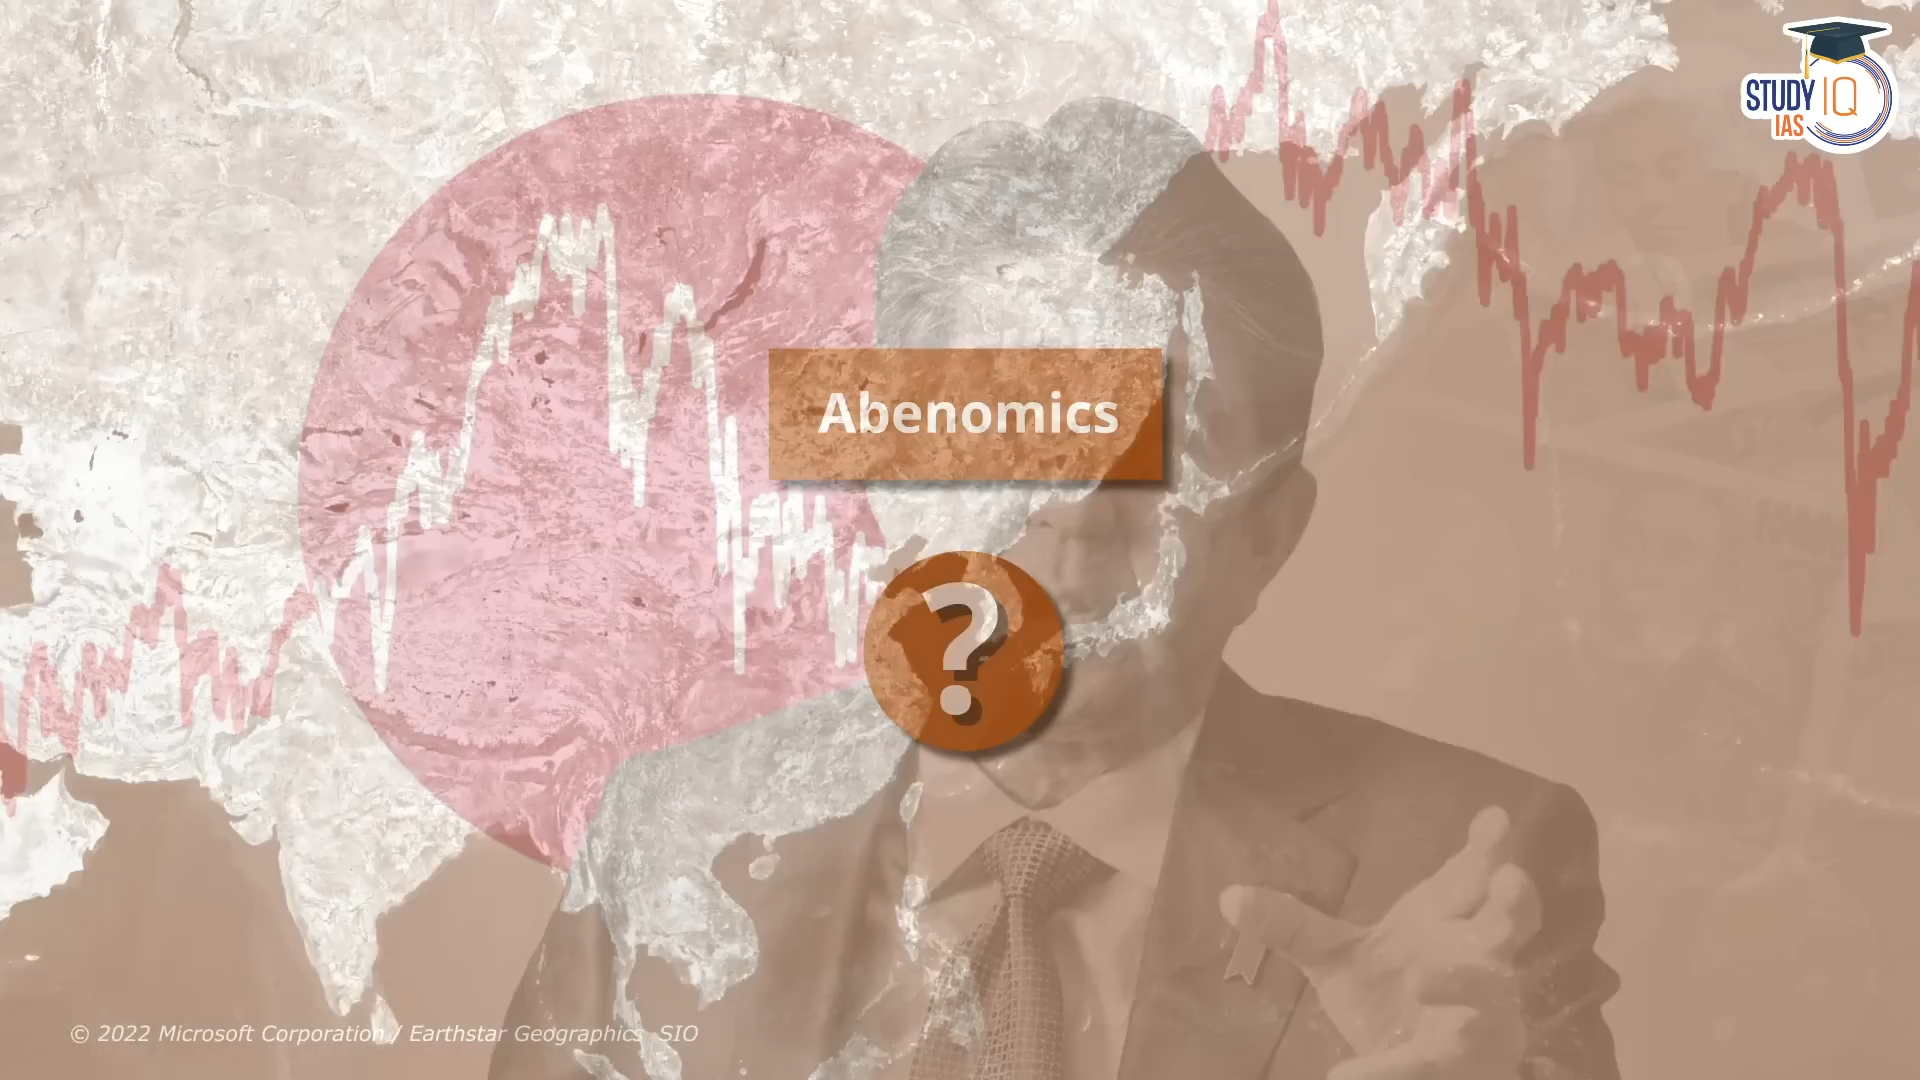 STUDY IQ
IAS
Abenomics
?
© 2022 Microsoft Corporation / Earthstar Geographics SIO